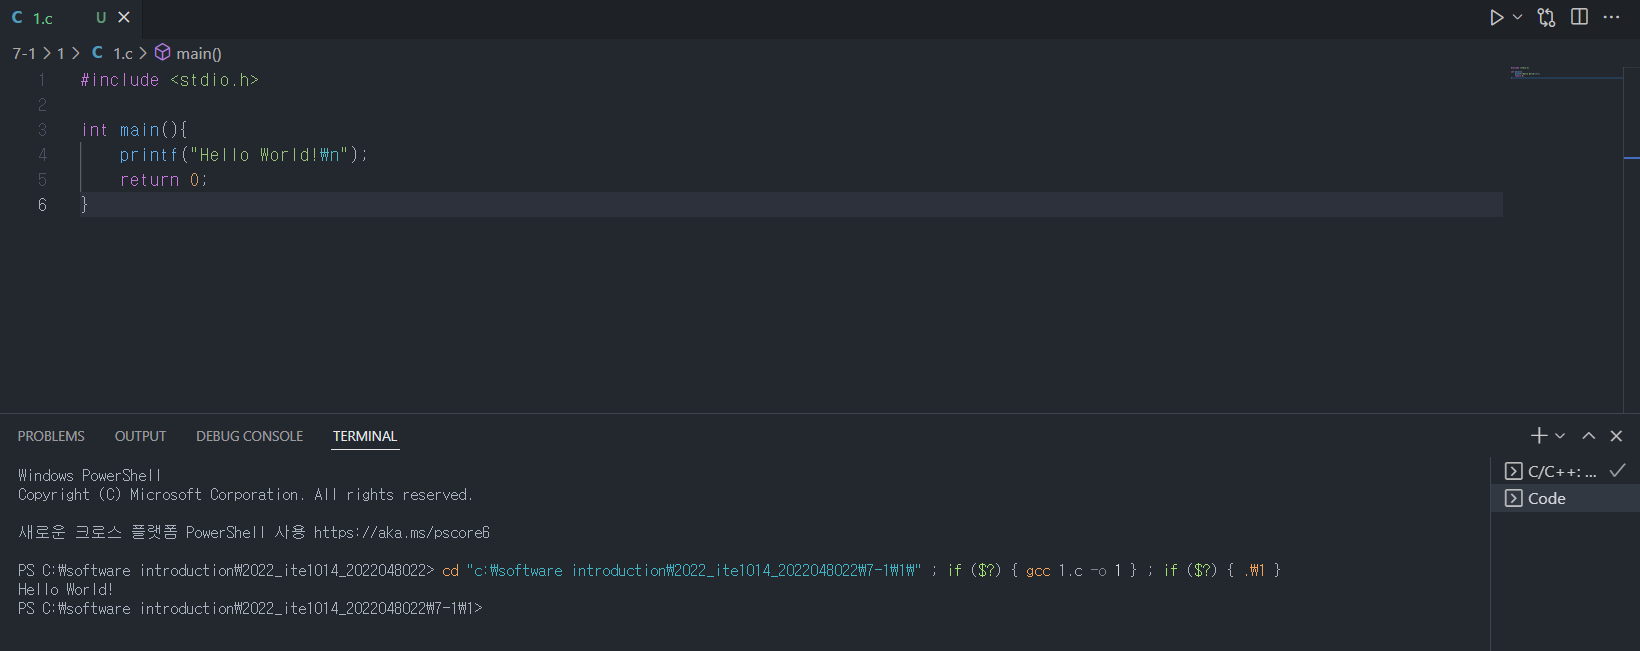 C 1.c U
7-1 > 1 > C 1.c > main()
1 #include <stdio.h>
2
3 int main(){
4 printf("Hello World!₩n");
5 return 0;
6 }
PROBLEMS OUTPUT DEBUG CONSOLE TERMINAL
Windows PowerShell
Copyright (C) Microsoft Corporation. All rights reserved.
새로운 크로스 플랫폼 PowerShell 사용 https://aka.ms/pscore6
PS C:₩software introduction₩2022_ite1014_2022048022> cd "c:₩software introduction₩2022_ite1014_2022048022₩7-1₩1₩" ; if ($?) { gcc 1.c -o 1 } ; if ($?) { .₩1 }
Hello World!
PS C:₩software introduction₩2022_ite1014_2022048022₩7-1₩1>
C/C++: ...
Code